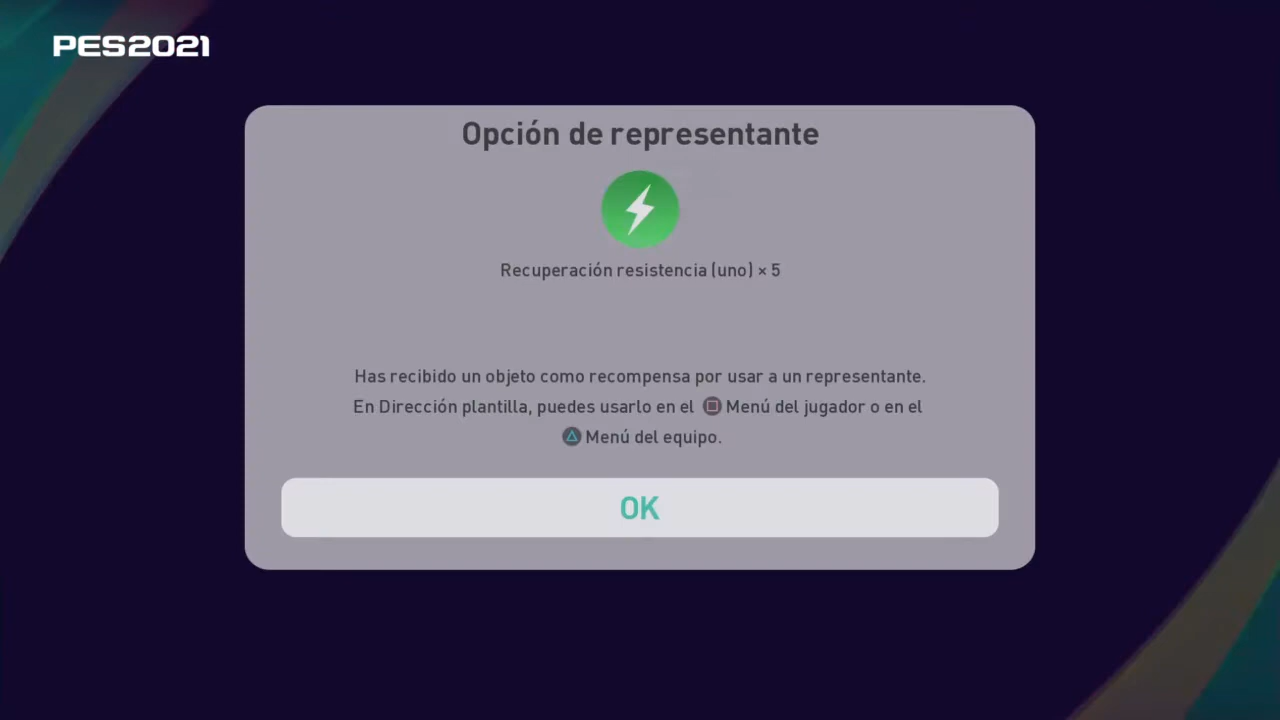 PES2021
Opción de representante
Recuperación resistencia (uno) × 5
Has recibido un objeto como recompensa por usar a un representante.
En Dirección plantilla, puedes usarlo en el Menú del jugador o en el
Menú del equipo.
OK